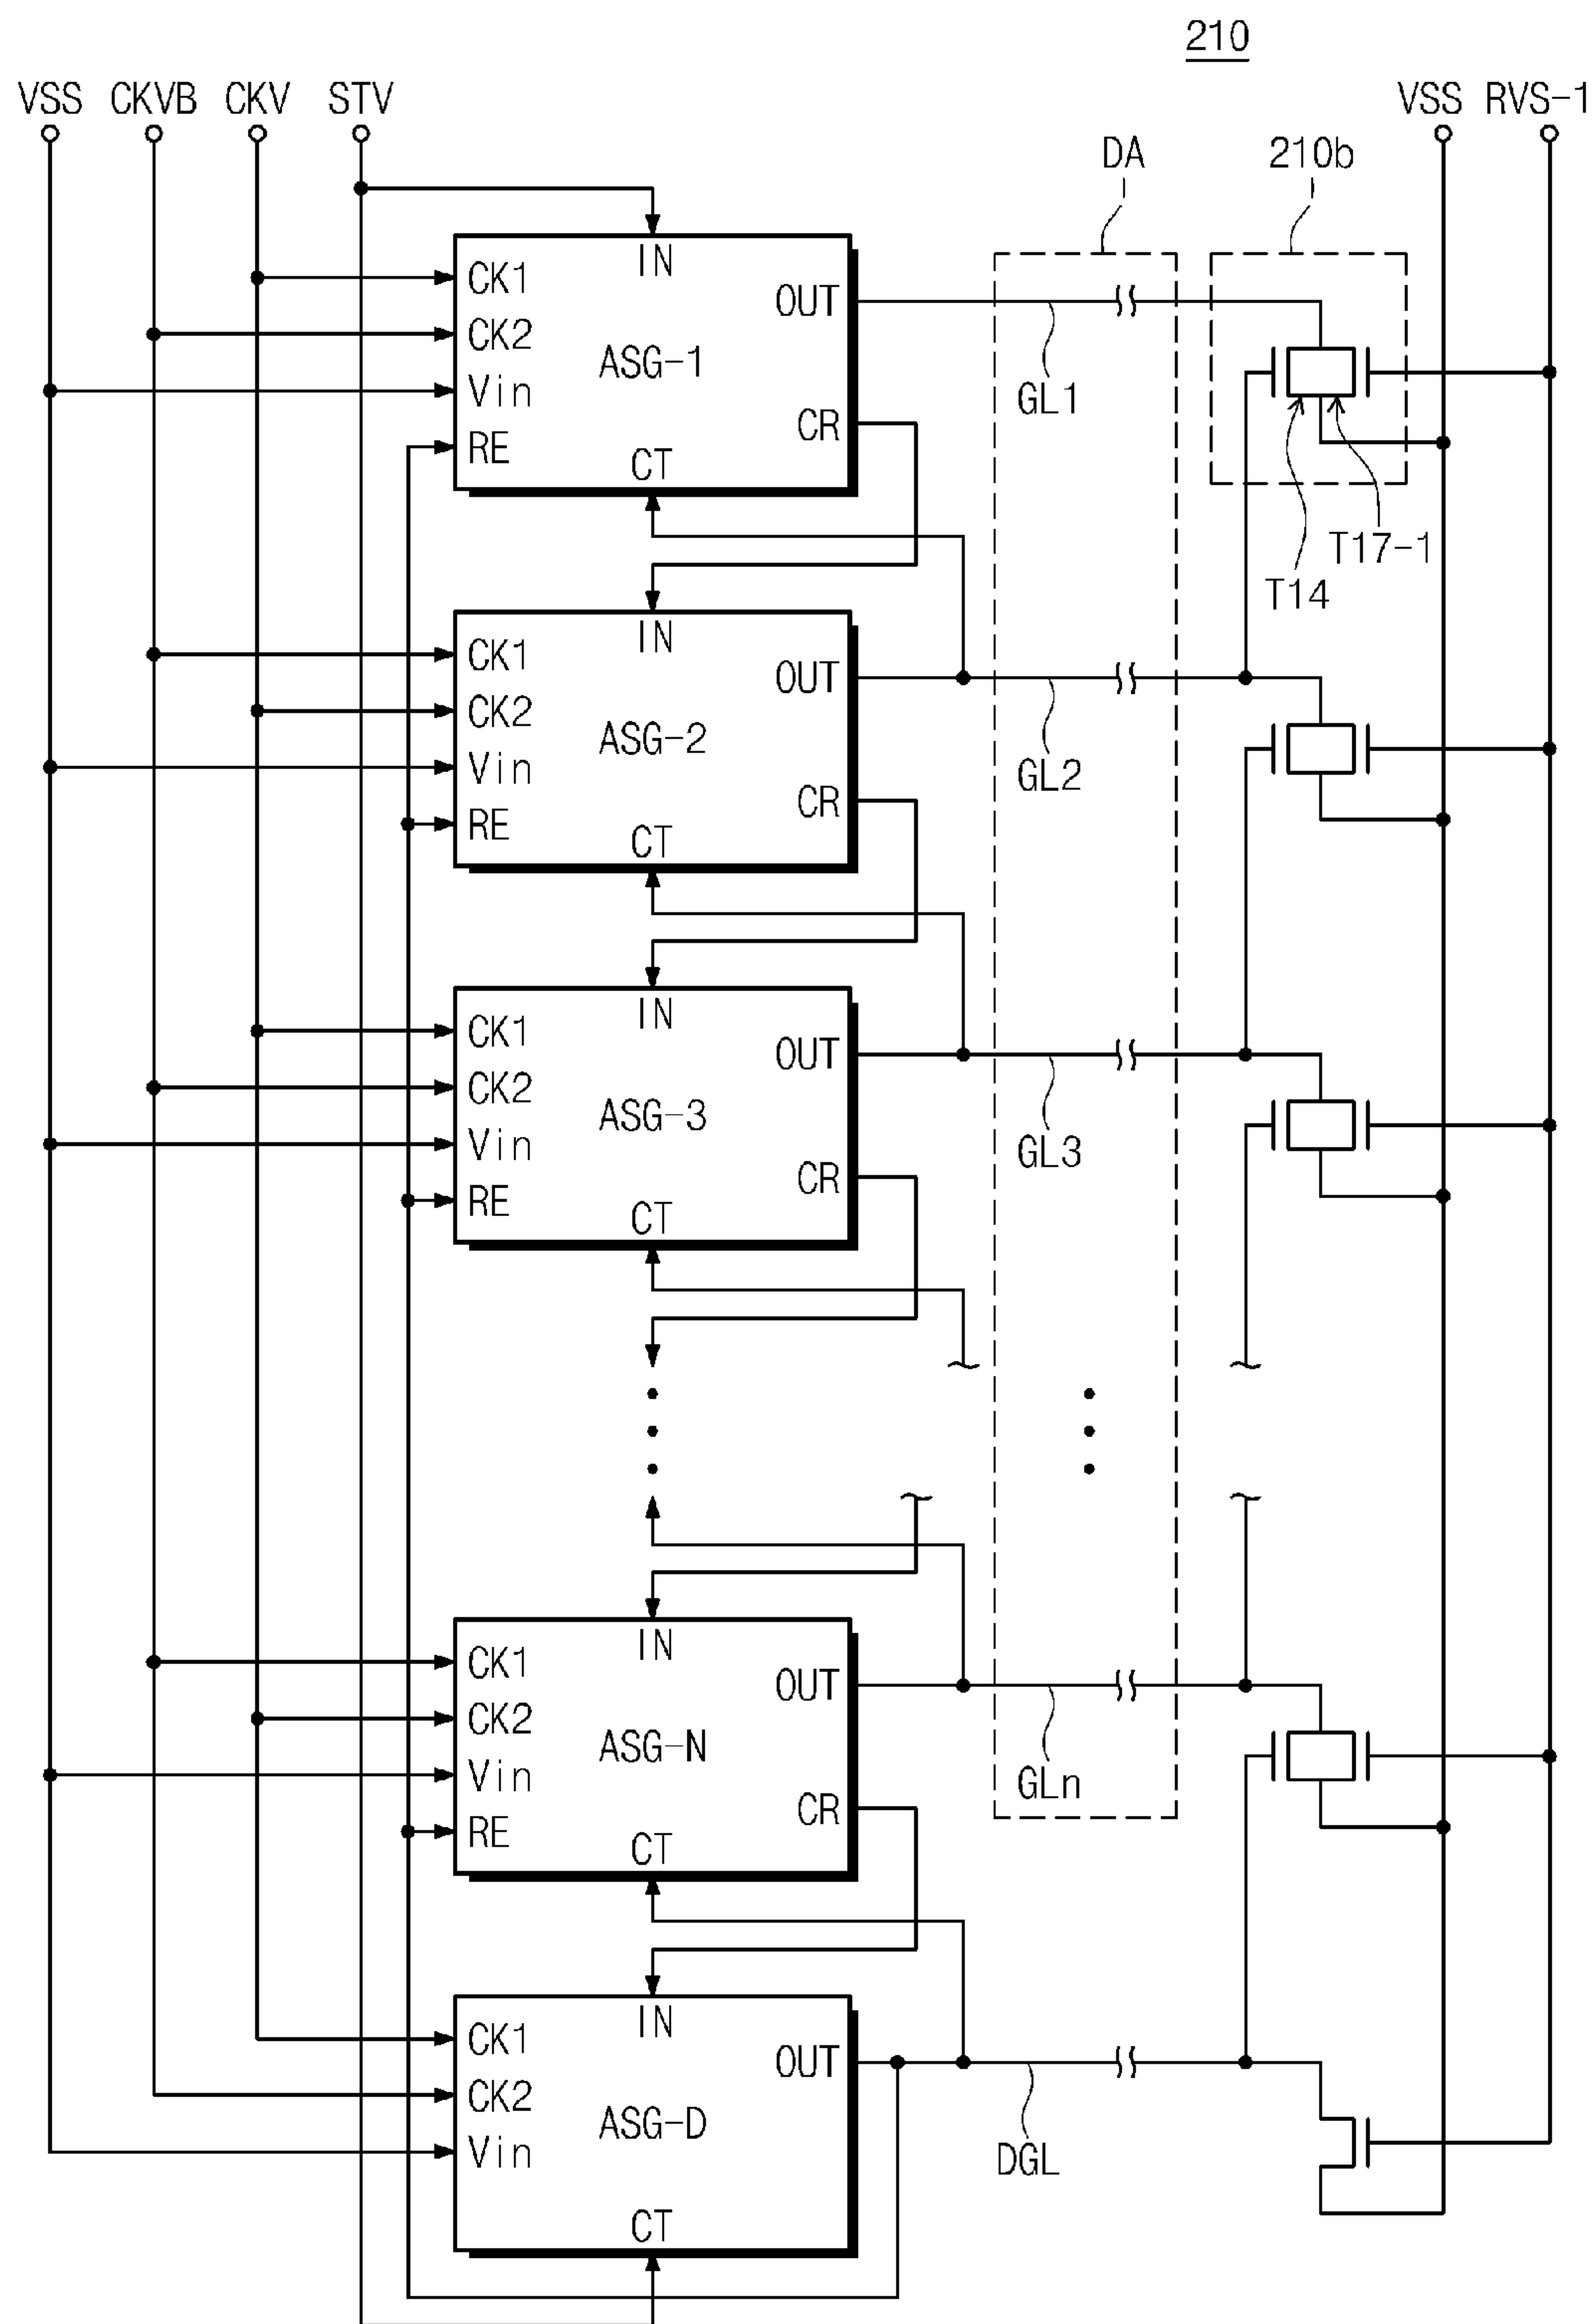 210
VSS CKVB CKV STV VSS RVS-1
DA 210b
IN
CK1
OUT
CK2
ASG-1
Vin
GL1
CR
RE
CT
T17-1
T14
IN
CK1
OUT
CK2
ASG-2
Vin
GL2
CR
RE
CT
IN
CK1
OUT
CK2
ASG-3
Vin
GL3
CR
RE
CT
IN
CK1
OUT
CK2
ASG-N
Vin
GLn
CR
RE
CT
IN
CK1
OUT
CK2
ASG-D
Vin
DGL
CT